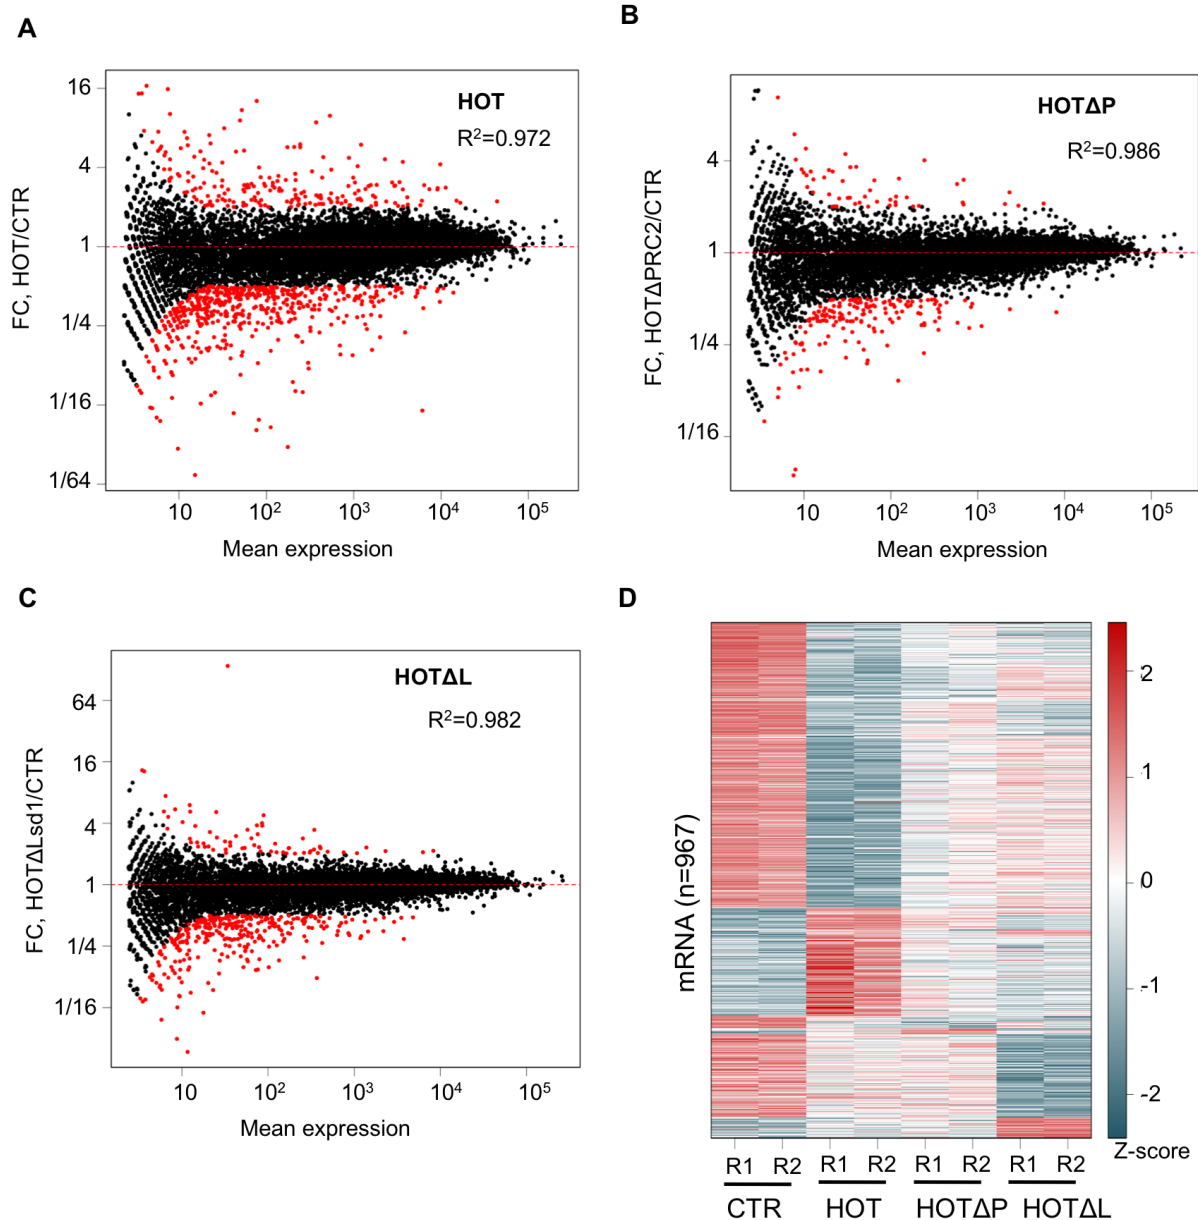 A
HOT
R²=0.972
FC, HOT/CTR
16
4
1
1/4
1/16
1/64
10
10²
10³
10⁴
10⁵
Mean expression
B
HOTΔP
R²=0.986
FC, HOTΔPRC2/CTR
4
1
1/4
1/16
10
10²
10³
10⁴
10⁵
Mean expression
C
HOTΔL
R²=0.982
FC, HOTΔLsd1/CTR
64
16
4
1
1/4
1/16
10
10²
10³
10⁴
10⁵
Mean expression
D
mRNA (n=967)
2
1
0
-1
-2
Z-score
R1 R2 R1 R2 R1 R2 R1 R2
CTR HOT HOTΔP HOTΔL